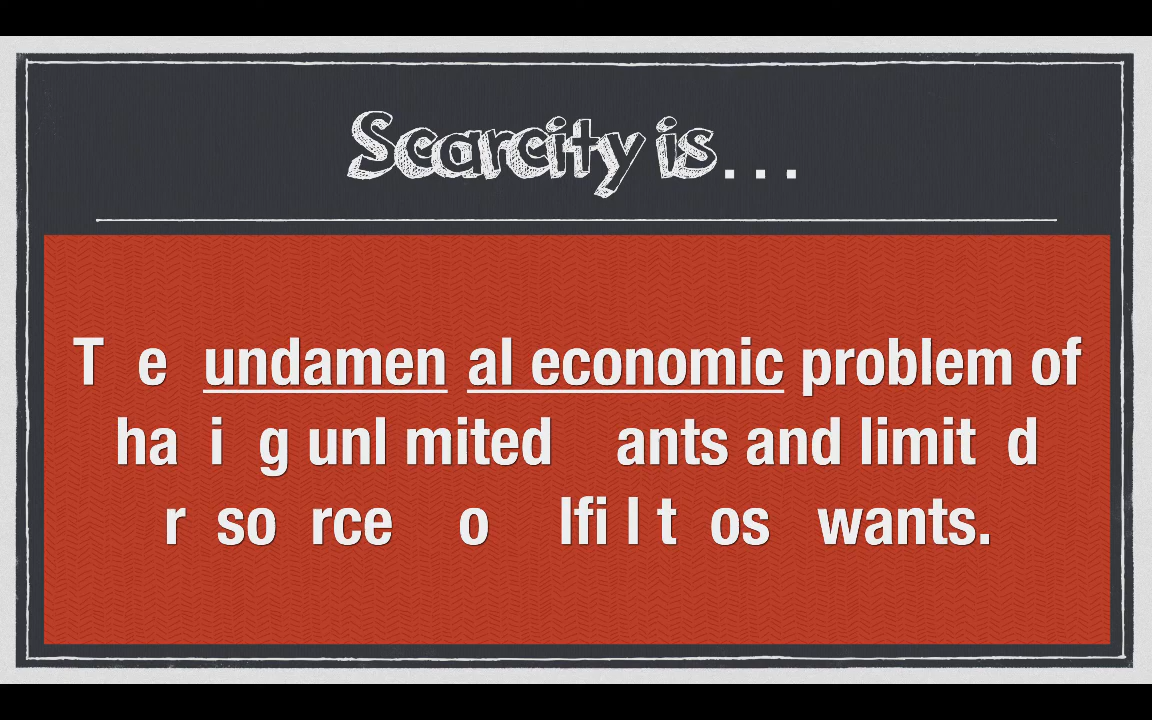 Scarcity is...
T e undamen al economic problem of
ha i g unl mited ants and limit d
r so rce o lfi l t os wants.